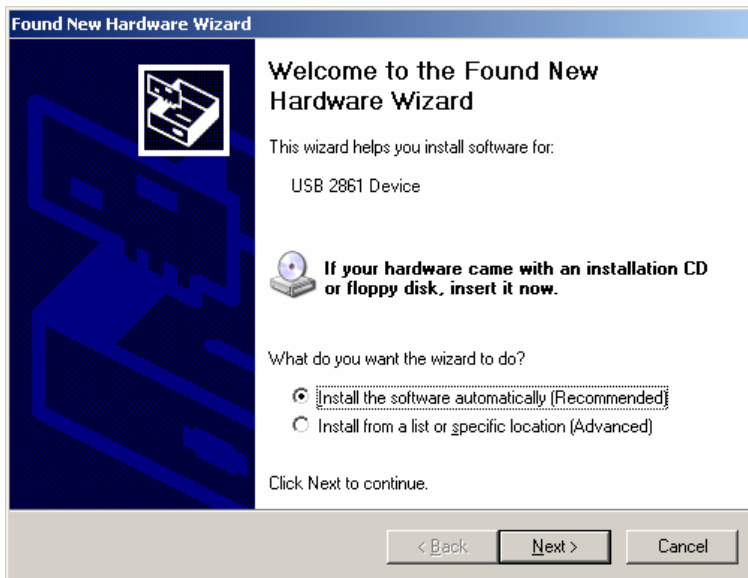 Found New Hardware Wizard
Welcome to the Found New
Hardware Wizard
This wizard helps you install software for:
USB 2861 Device
If your hardware came with an installation CD
or floppy disk, insert it now.
What do you want the wizard to do?
Install the software automatically (Recommended)
Install from a list or specific location (Advanced)
Click Next to continue.
< Back
Next >
Cancel